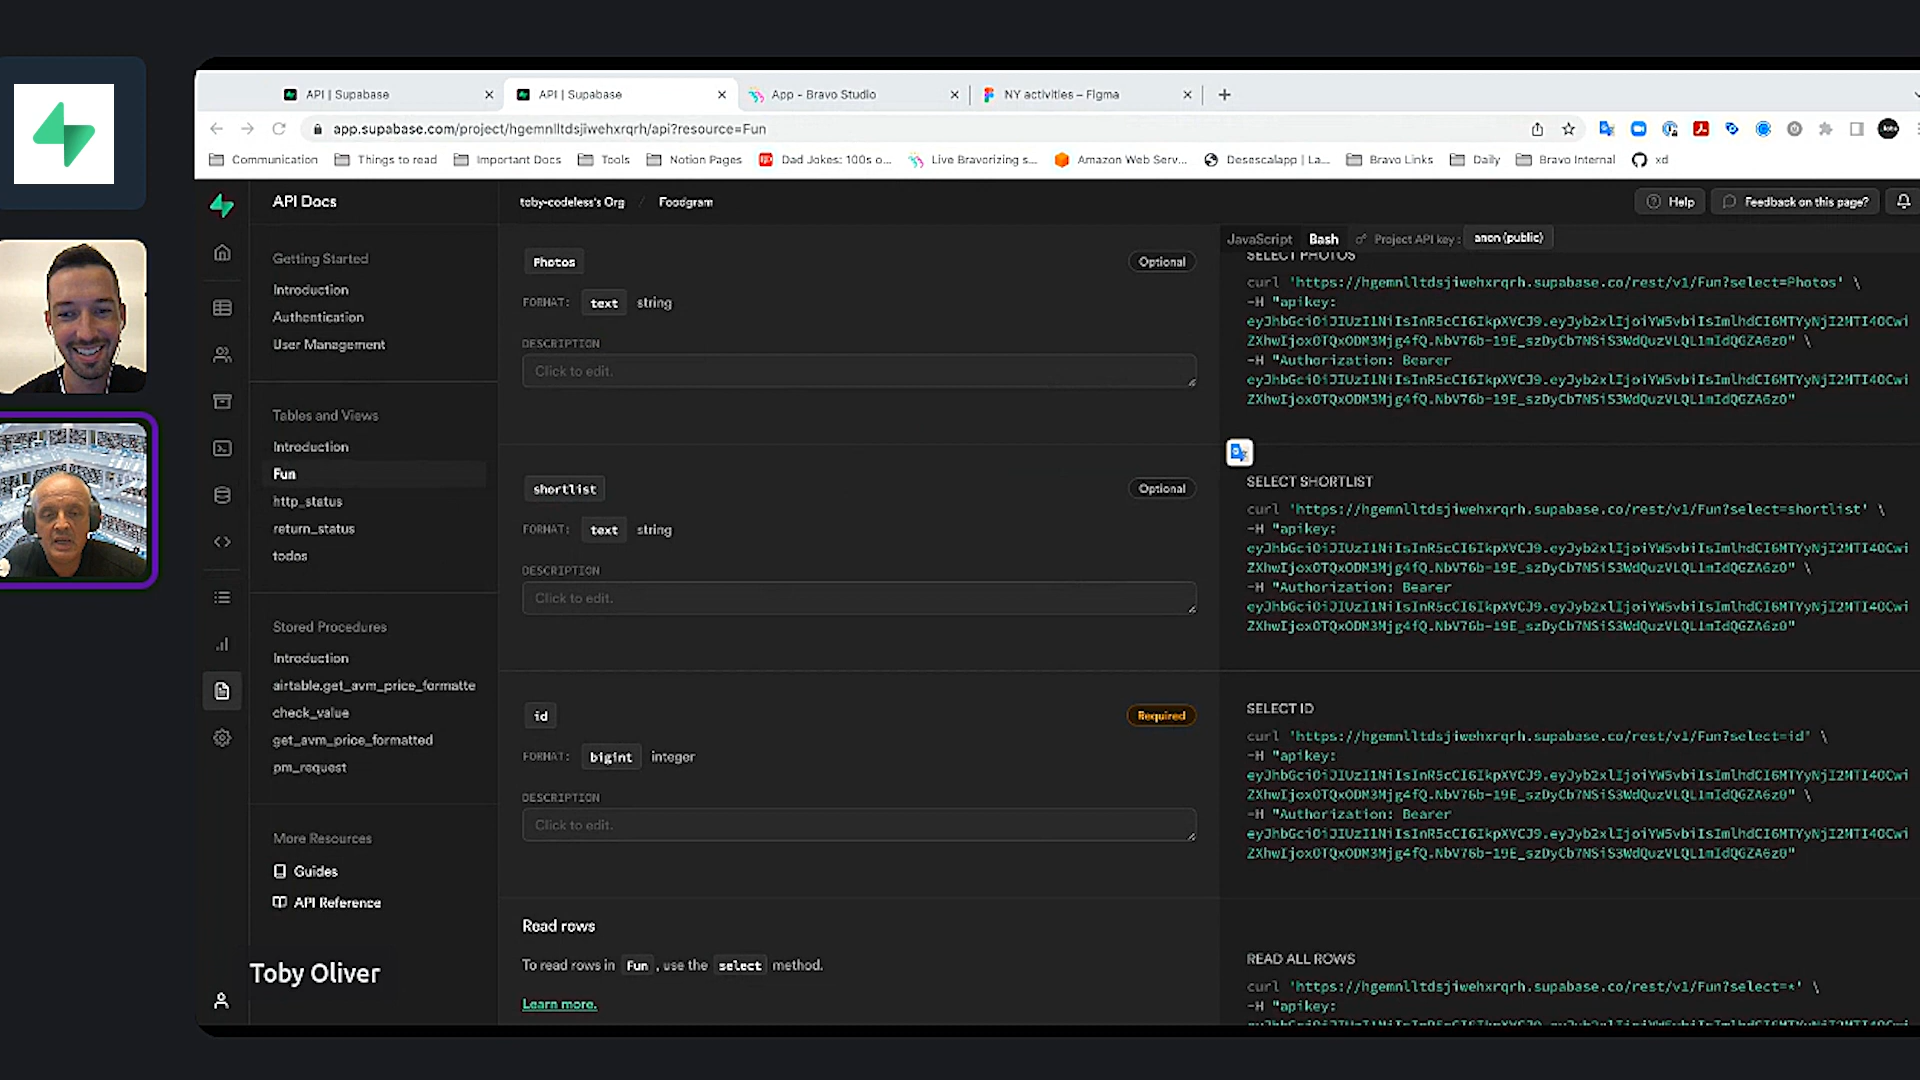 API | Supabase
API | Supabase
App - Bravo Studio
NY activities – Figma
app.supabase.com/project/hgemnlltdsjiwehxrqrh/api?resource=Fun
Communication
Things to read
Important Docs
Tools
Notion Pages
Dad Jokes: 100s o...
Live Bravorizing s...
Amazon Web Serv...
Desescalapp | La...
Bravo Links
Daily
Bravo Internal
xd
API Docs
toby-codeless's Org / Foodgram
Help
Feedback on this page?
Getting Started
Introduction
Authentication
User Management
Tables and Views
Introduction
Fun
http_status
return_status
todos
Stored Procedures
Introduction
airtable.get_avm_price_formatte
check_value
get_avm_price_formatted
pm_request
More Resources
Guides
API Reference
Toby Oliver
Photos
Optional
FORMAT: text string
DESCRIPTION
Click to edit.
shortlist
Optional
FORMAT: text string
DESCRIPTION
Click to edit.
id
Required
FORMAT: bigint integer
DESCRIPTION
Click to edit.
Read rows
To read rows in Fun , use the select method.
Learn more.
JavaScript Bash Project API key : anon (public)
SELECT PHOTOS
curl 'https://hgemnlltdsjiwehxrqrh.supabase.co/rest/v1/Fun?select=Photos' \
-H "apikey:
-H "Authorization: Bearer
SELECT SHORTLIST
curl 'https://hgemnlltdsjiwehxrqrh.supabase.co/rest/v1/Fun?select=shortlist' \
-H "apikey:
-H "Authorization: Bearer
SELECT ID
curl 'https://hgemnlltdsjiwehxrqrh.supabase.co/rest/v1/Fun?select=id' \
-H "apikey:
-H "Authorization: Bearer
READ ALL ROWS
curl 'https://hgemnlltdsjiwehxrqrh.supabase.co/rest/v1/Fun?select=*' \
-H "apikey: